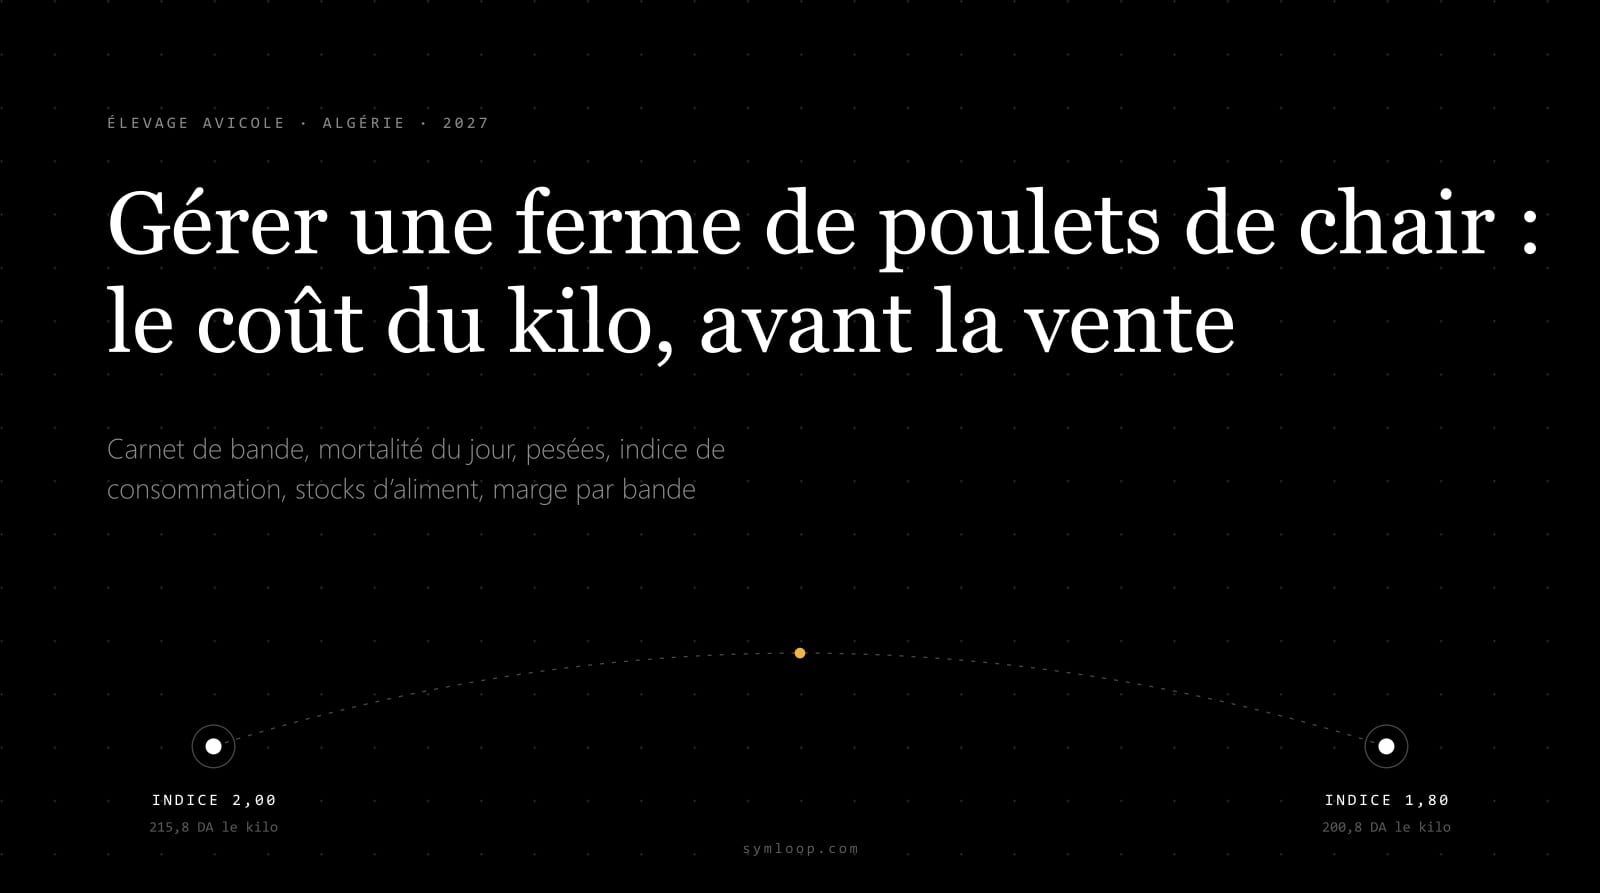 ÉLEVAGE AVICOLE · ALGÉRIE · 2027
Gérer une ferme de poulets de chair :
le coût du kilo, avant la vente
Carnet de bande, mortalité du jour, pesées, indice de
consommation, stocks d’aliment, marge par bande
INDICE 2,00
215,8 DA le kilo
INDICE 1,80
200,8 DA le kilo
symloop.com